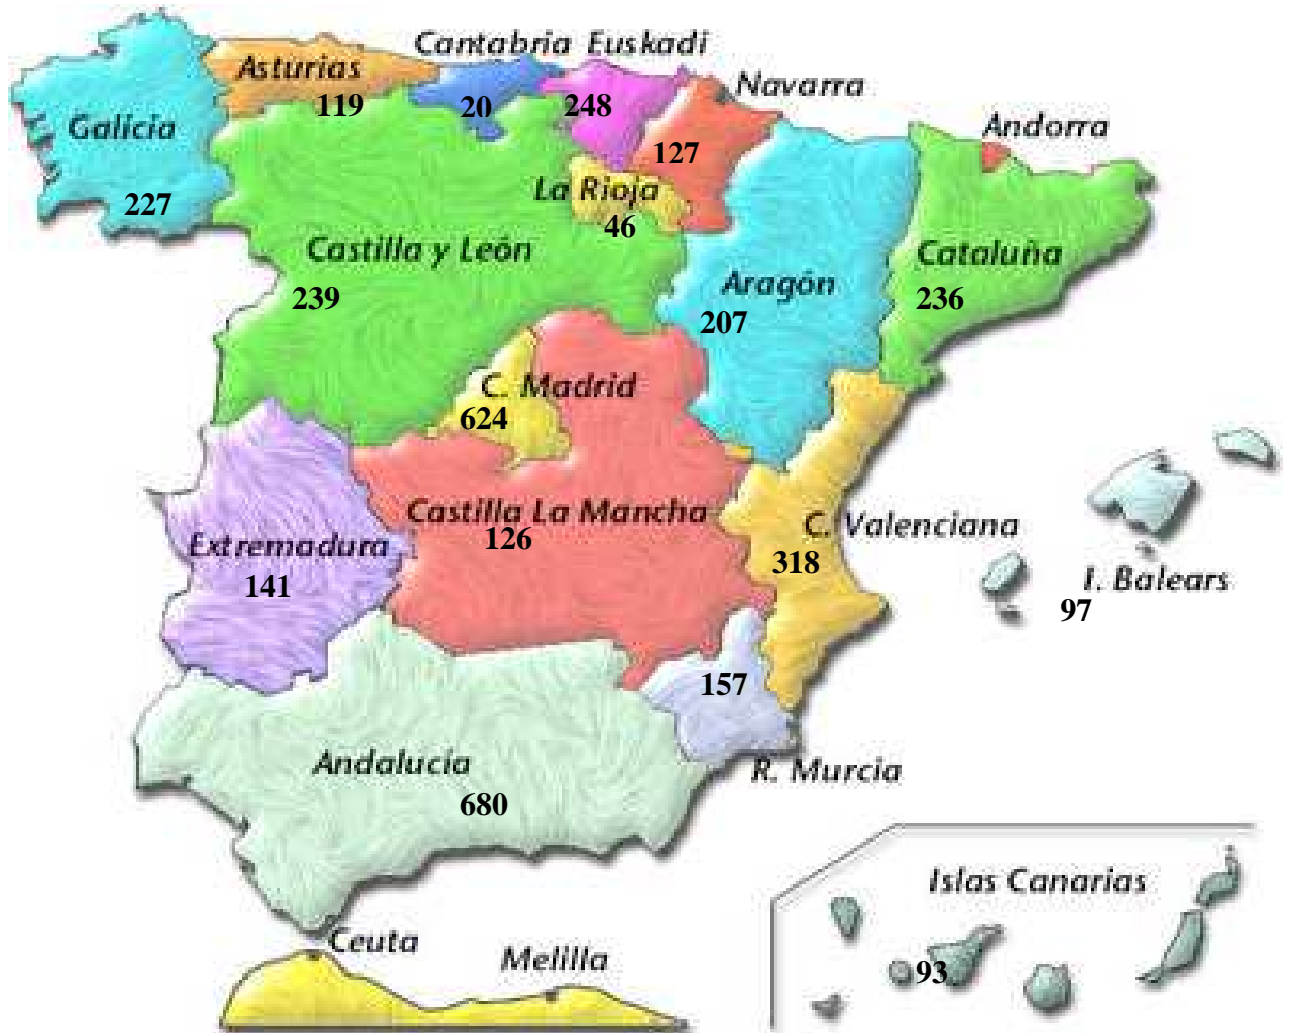 Cantabria Euskadi
Asturias
Navarra
119
20
248
Galicia
Andorra
127
La Rioja
227
46
Castilla y León
Cataluña
239
Aragón
236
207
C. Madrid
624
Castilla La Mancha
126
C. Valenciana
Extremadura
318
141
I. Balears
97
157
Andalucía
R. Murcia
680
Islas Canarias
Ceuta
Melilla
93